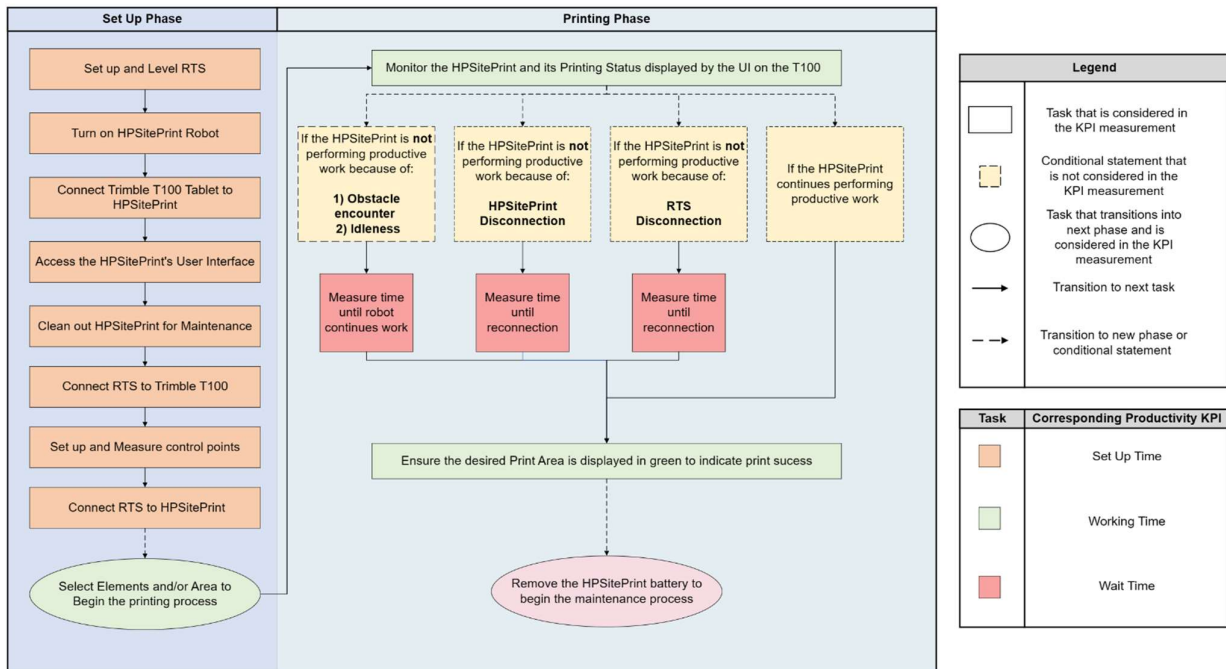 Set Up Phase
Printing Phase
Set up and Level RTS
Turn on HPSitePrint Robot
Connect Trimble T100 Tablet to
HPSitePrint
Access the HPSitePrint's User Interface
Clean out HPSitePrint for Maintenance
Connect RTS to Trimble T100
Set up and Measure control points
Connect RTS to HPSitePrint
Select Elements and/or Area to
Begin the printing process
Monitor the HPSitePrint and its Printing Status displayed by the UI on the T100
If the HPSitePrint is not
performing productive
work because of:
1) Obstacle
encounter
2) Idleness
If the HPSitePrint is not
performing productive
work because of:
HPSitePrint
Disconnection
If the HPSitePrint is not
performing productive
work because of:
RTS
Disconnection
If the HPSitePrint
continues performing
productive work
Measure time
until robot
continues work
Measure time
until
reconnection
Measure time
until
reconnection
Ensure the desired Print Area is displayed in green to indicate print sucess
Remove the HPSitePrint battery to
begin the maintenance process
Legend
Task that is considered in
the KPI measurement
Conditional statement that
is not considered in the
KPI measurement
Task that transitions into
next phase and is
considered in the KPI
measurement
Transition to next task
Transition to new phase or
conditional statement
Task
Corresponding Productivity KPI
Set Up Time
Working Time
Wait Time